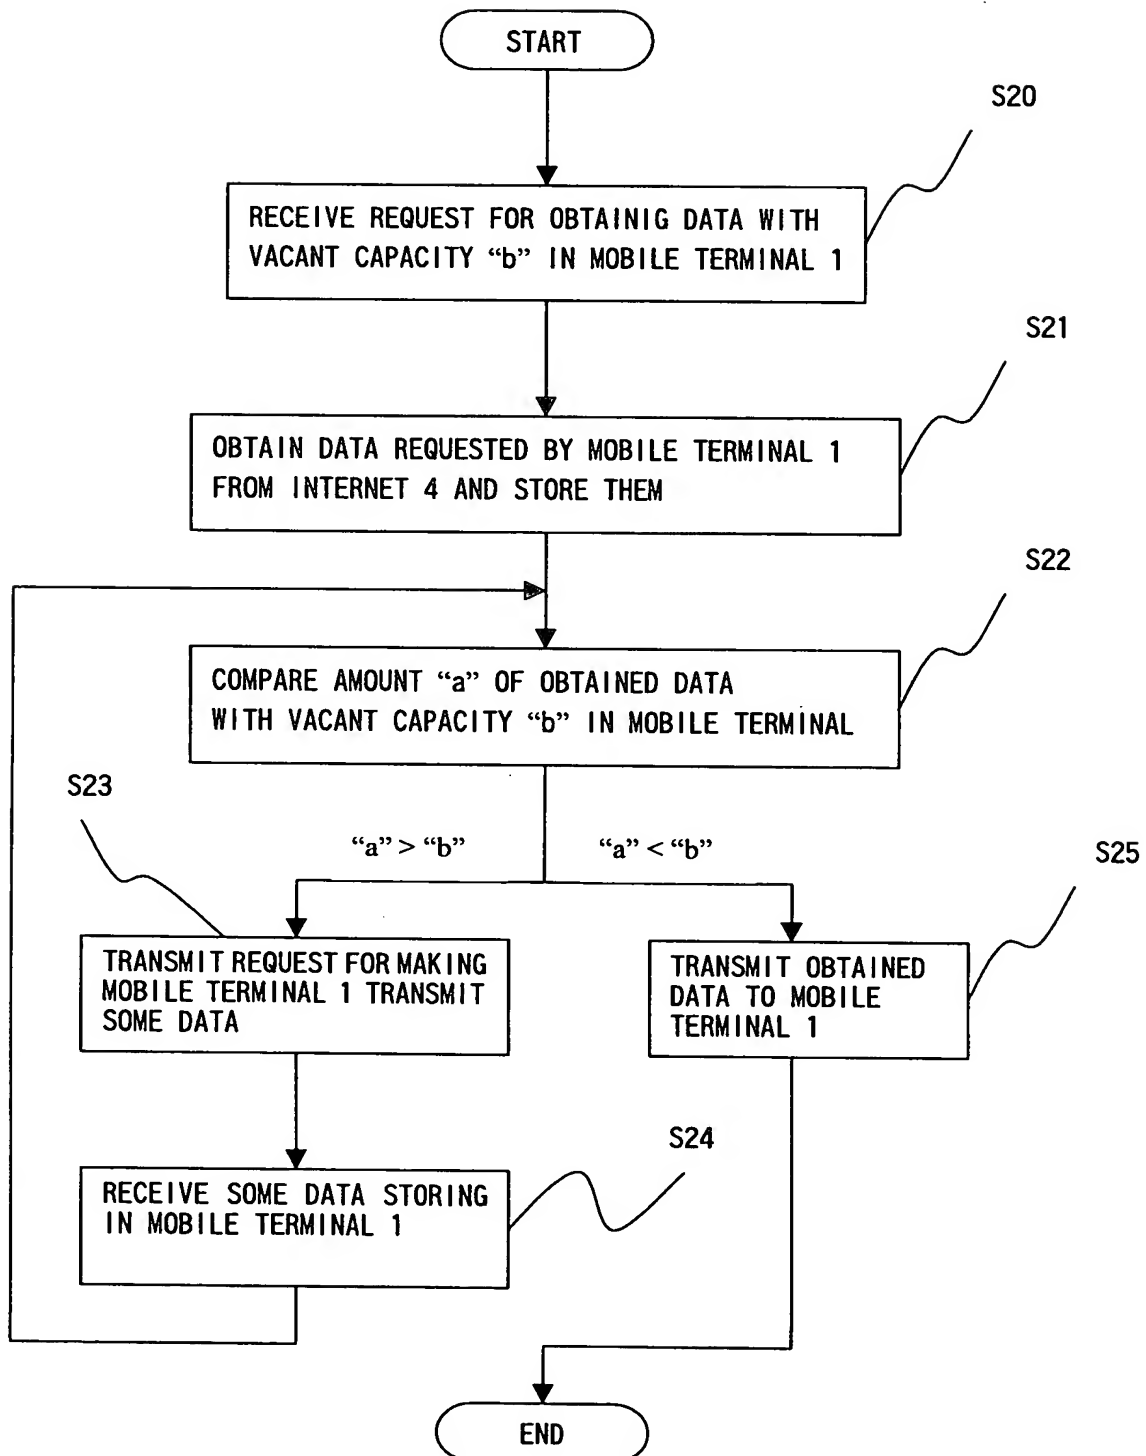 START
S20
RECEIVE REQUEST FOR OBTAINIG DATA WITH
VACANT CAPACITY “b” IN MOBILE TERMINAL 1
S21
OBTAIN DATA REQUESTED BY MOBILE TERMINAL 1
FROM INTERNET 4 AND STORE THEM
S22
COMPARE AMOUNT “a” OF OBTAINED DATA
WITH VACANT CAPACITY “b” IN MOBILE TERMINAL
S23
“a” > “b”
“a” < “b”
S25
TRANSMIT REQUEST FOR MAKING
MOBILE TERMINAL 1 TRANSMIT
SOME DATA
TRANSMIT OBTAINED
DATA TO MOBILE
TERMINAL 1
S24
RECEIVE SOME DATA STORING
IN MOBILE TERMINAL 1
END